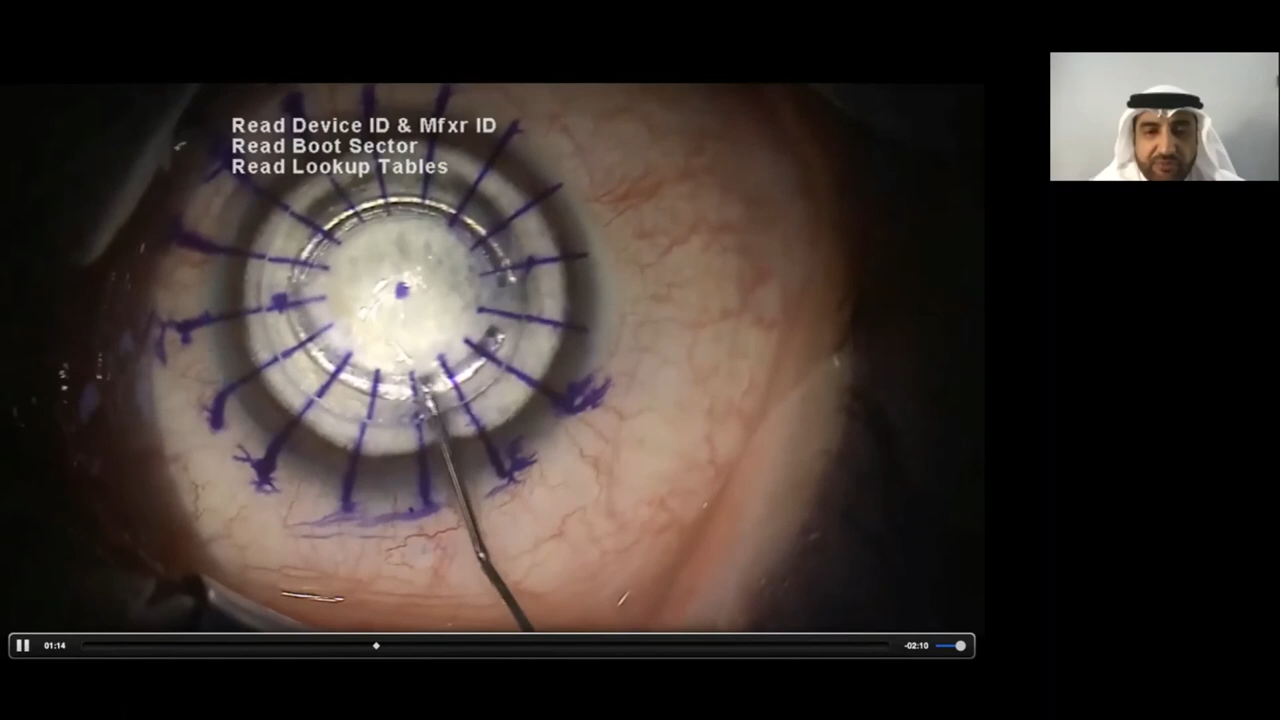 Read Device ID & Mfxr ID
Read Boot Sector
Read Lookup Tables
01:14
-02:10